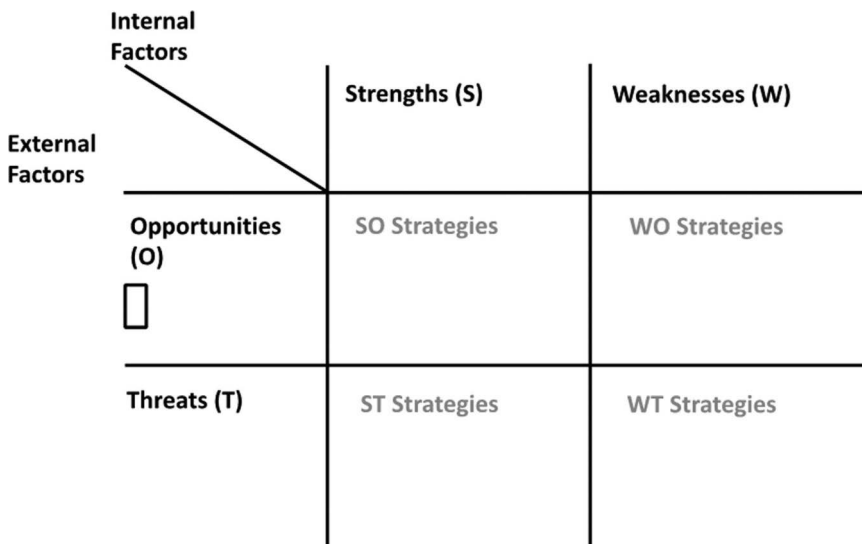 Internal
Factors
Strengths (S)
Weaknesses (W)
External
Factors
Opportunities
(O)
SO Strategies
WO Strategies
Threats (T)
ST Strategies
WT Strategies